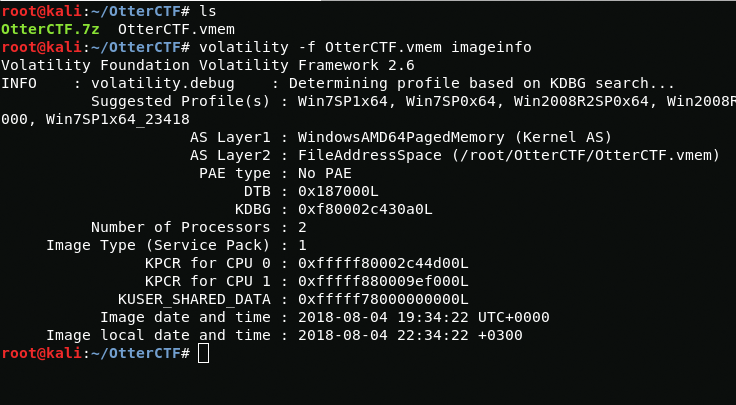 root@kali:~/OtterCTF# ls
OtterCTF.7z  OtterCTF.vmem
root@kali:~/OtterCTF# volatility -f OtterCTF.vmem imageinfo
Volatility Foundation Volatility Framework 2.6
INFO    : volatility.debug    : Determining profile based on KDBG search...
          Suggested Profile(s) : Win7SP1x64, Win7SP0x64, Win2008R2SP0x64, Win2008R
000, Win7SP1x64_23418
                     AS Layer1 : WindowsAMD64PagedMemory (Kernel AS)
                     AS Layer2 : FileAddressSpace (/root/OtterCTF/OtterCTF.vmem)
                      PAE type : No PAE
                           DTB : 0x187000L
                          KDBG : 0xf80002c430a0L
          Number of Processors : 2
     Image Type (Service Pack) : 1
                KPCR for CPU 0 : 0xfffff80002c44d00L
                KPCR for CPU 1 : 0xfffff880009ef000L
             KUSER_SHARED_DATA : 0xfffff78000000000L
           Image date and time : 2018-08-04 19:34:22 UTC+0000
     Image local date and time : 2018-08-04 22:34:22 +0300
root@kali:~/OtterCTF#